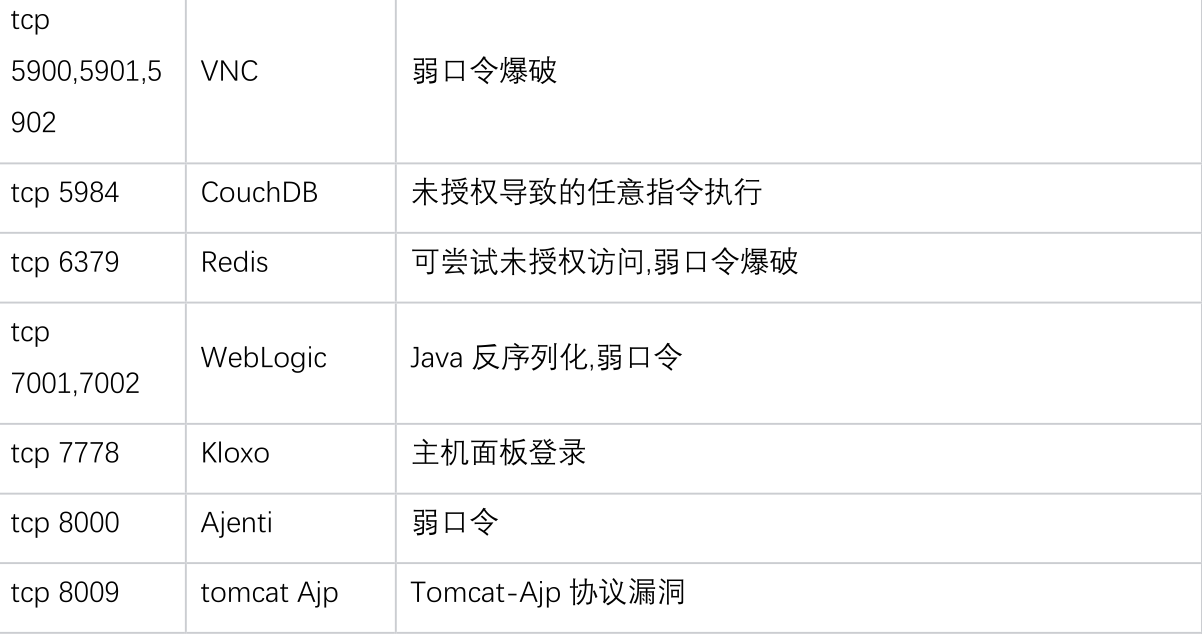 tcp
5900,5901,5
902
VNC
弱口令爆破
tcp 5984
CouchDB
未授权导致的任意指令执行
tcp 6379
Redis
可尝试未授权访问,弱口令爆破
tcp
7001,7002
WebLogic
Java 反序列化,弱口令
tcp 7778
Kloxo
主机面板登录
tcp 8000
Ajenti
弱口令
tcp 8009
tomcat Ajp
Tomcat-Ajp 协议漏洞